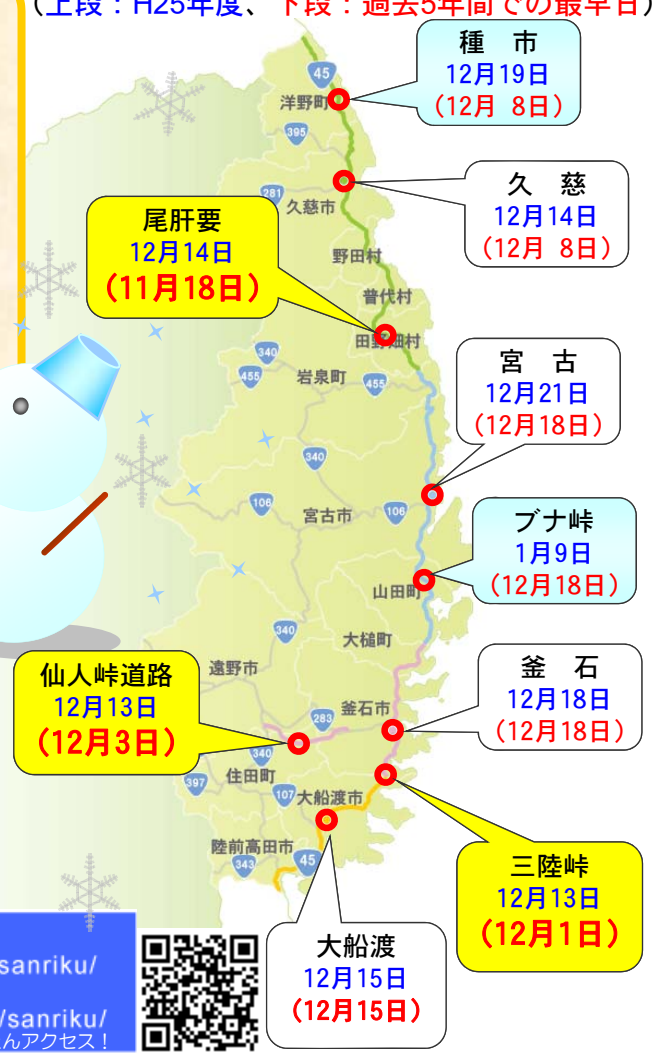 （上段：H25年度、下段：過去5年間での最早日）
種　市
12月19日
（12月 8日）
45
洋野町
395
久　慈
12月14日
（12月 8日）
281
久慈市
尾肝要
12月14日
（11月18日）
野田村
普代村
田野畑村
宮　古
12月21日
（12月18日）
340
455
岩泉町
455
340
106
宮古市
106
ブナ峠
1月9日
（12月18日）
山田町
340
大槌町
遠野市
仙人峠道路
12月13日
（12月3日）
釜　石
12月18日
（12月18日）
283
釜石市
340
397
住田町
107
大船渡市
陸前高田市
343
45
三陸峠
12月13日
（12月1日）
大船渡
12月15日
（12月15日）
sanriku/
/sanriku/
んアクセス！